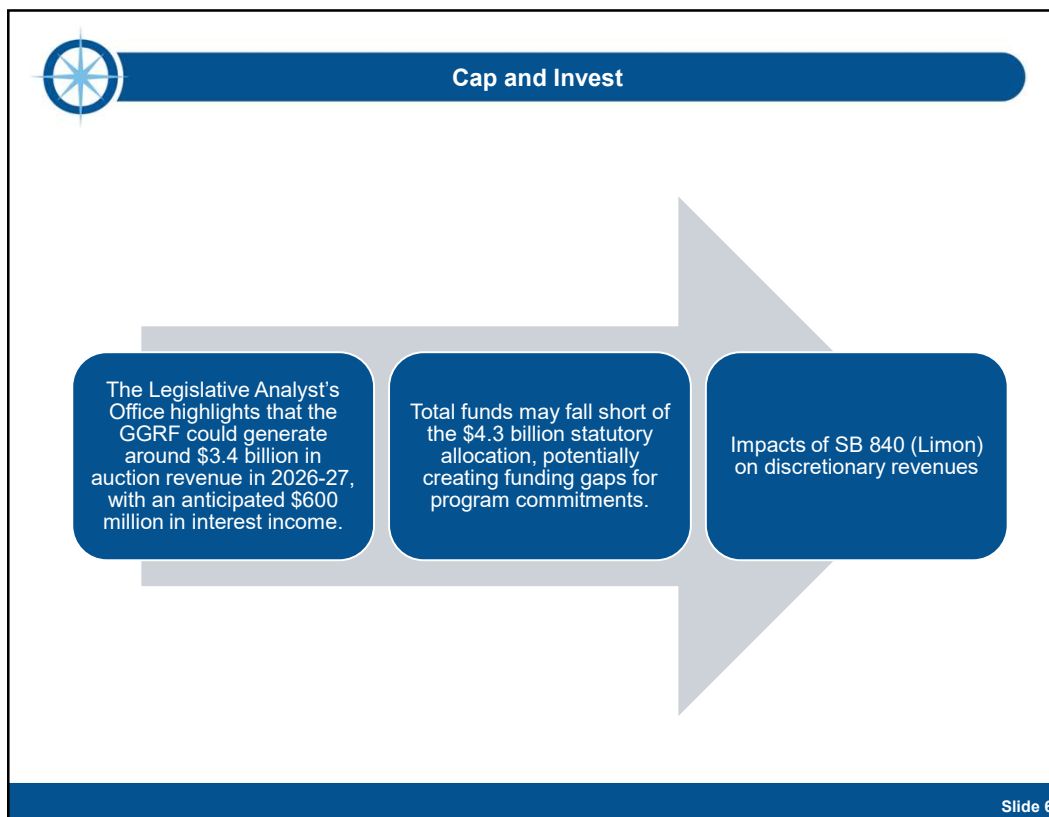 Cap and Invest
The Legislative Analyst’s
Office highlights that the
GGRF could generate
around $3.4 billion in
auction revenue in 2026-27,
with an anticipated $600
million in interest income.
Total funds may fall short of
the $4.3 billion statutory
allocation, potentially
creating funding gaps for
program commitments.
Impacts of SB 840 (Limon)
on discretionary revenues
Slide 6